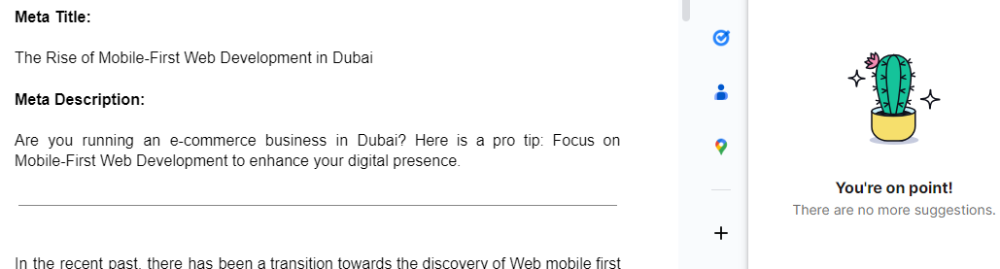 Meta Title:
The Rise of Mobile-First Web Development in Dubai
Meta Description:
Are you running an e-commerce business in Dubai? Here is a pro tip: Focus on
Mobile-First Web Development to enhance your digital presence.
In the recent past, there has been a transition towards the discovery of Web mobile first
You're on point!
There are no more suggestions.